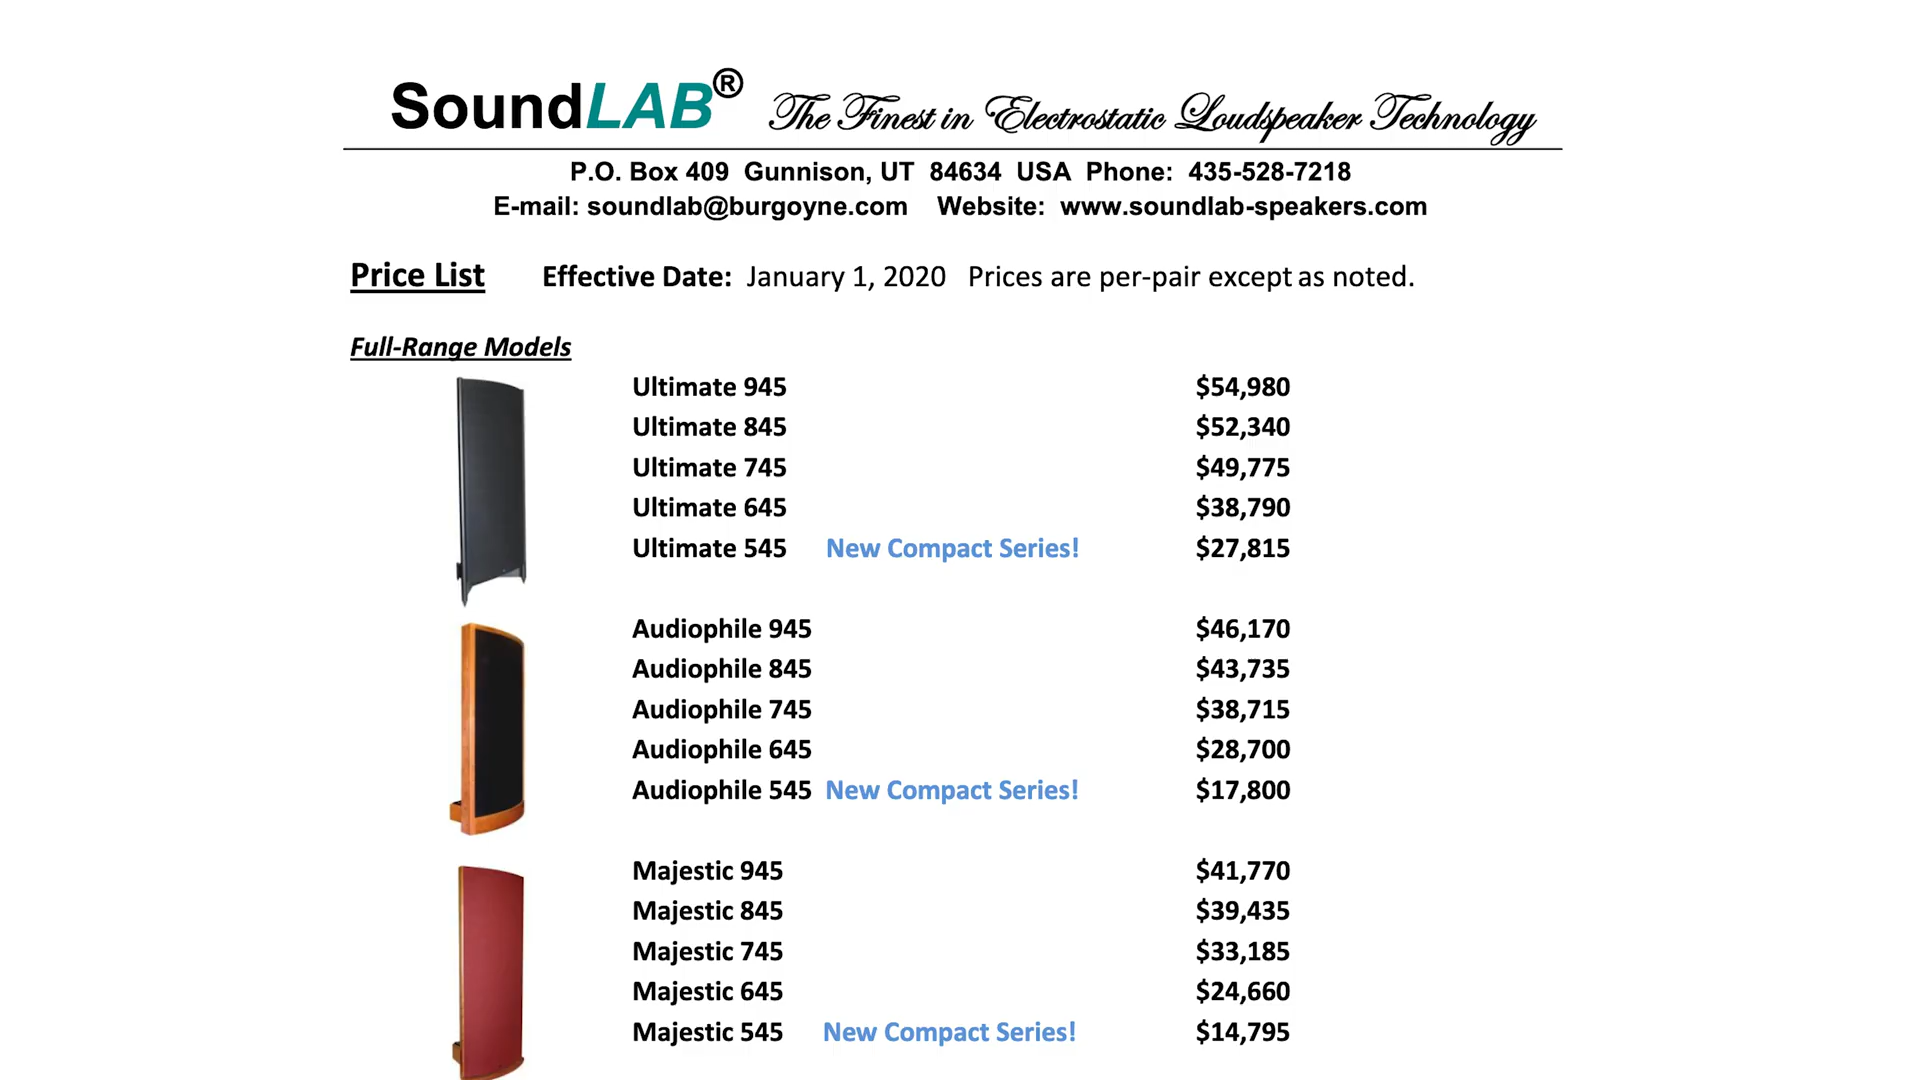 SoundLAB® The Finest in Electrostatic Loudspeaker Technology
P.O. Box 409 Gunnison, UT 84634 USA Phone: 435-528-7218
E-mail: soundlab@burgoyne.com Website: www.soundlab-speakers.com
Price List Effective Date: January 1, 2020 Prices are per-pair except as noted.
Full-Range Models
Ultimate 945 $54,980
Ultimate 845 $52,340
Ultimate 745 $49,775
Ultimate 645 $38,790
Ultimate 545 New Compact Series! $27,815
Audiophile 945 $46,170
Audiophile 845 $43,735
Audiophile 745 $38,715
Audiophile 645 $28,700
Audiophile 545 New Compact Series! $17,800
Majestic 945 $41,770
Majestic 845 $39,435
Majestic 745 $33,185
Majestic 645 $24,660
Majestic 545 New Compact Series! $14,795